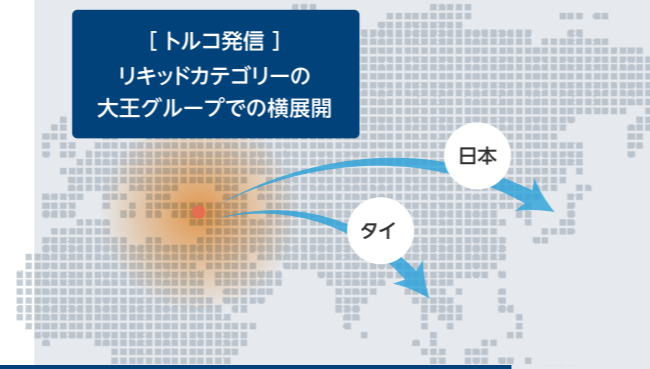 [ トルコ発信 ]
リキッドカテゴリーの
大王グループでの横展開
日本
タイ